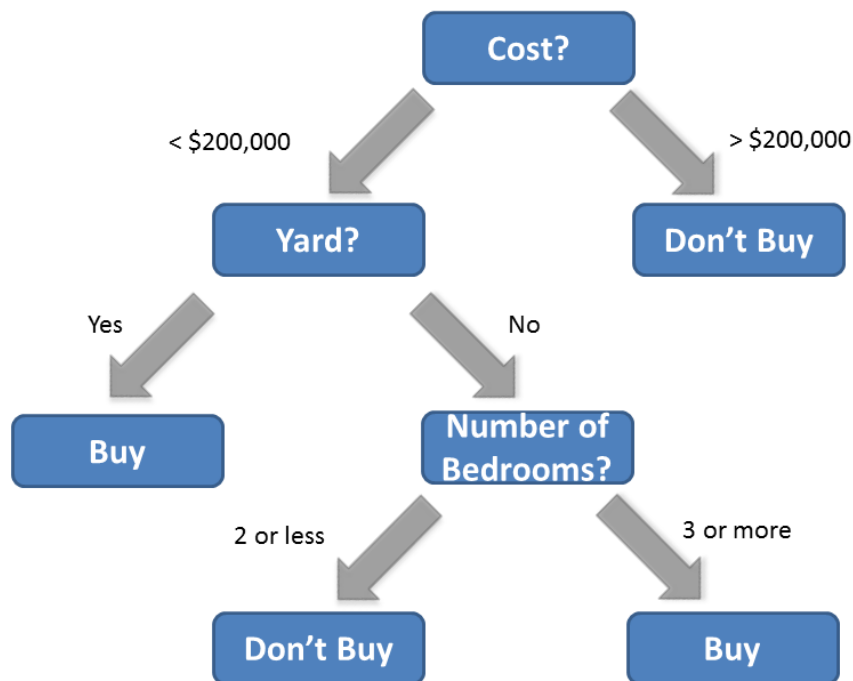 Cost?
< $200,000
> $200,000
Yard?
Don’t Buy
Yes
No
Buy
Number of
Bedrooms?
2 or less
3 or more
Don’t Buy
Buy